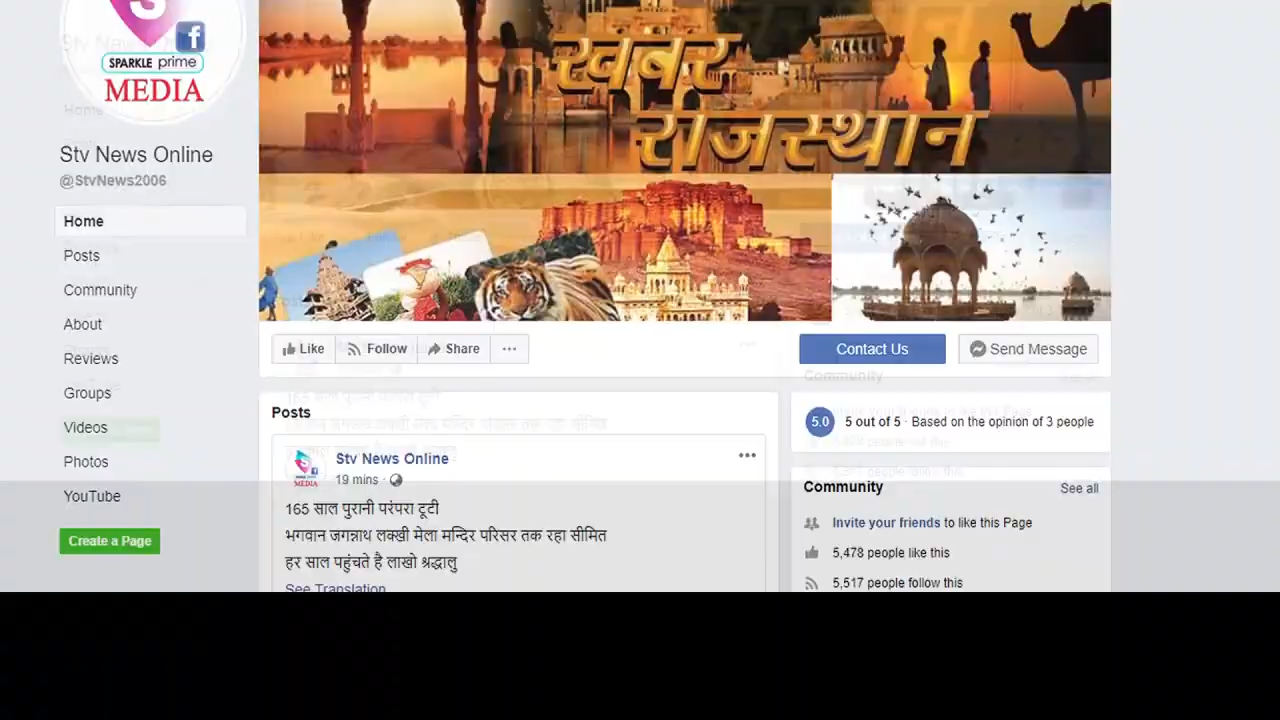 S
SPARKLE prime
MEDIA
खबर
राजस्थान
Stv News Online
@StvNews2006
Home
Posts
Community
About
Reviews
Groups
Videos
Photos
YouTube
Create a Page
Like
Follow
Share
Contact Us
Send Message
Posts
Stv News Online
19 mins ·
165 साल पुरानी परंपरा टूटी
भगवान जगन्नाथ लक्खी मेला मन्दिर परिसर तक रहा सीमित
हर साल पहुंचते है लाखो श्रद्धालु
See Translation
5.0
5 out of 5 · Based on the opinion of 3 people
Community
See all
Invite your friends to like this Page
5,478 people like this
5,517 people follow this